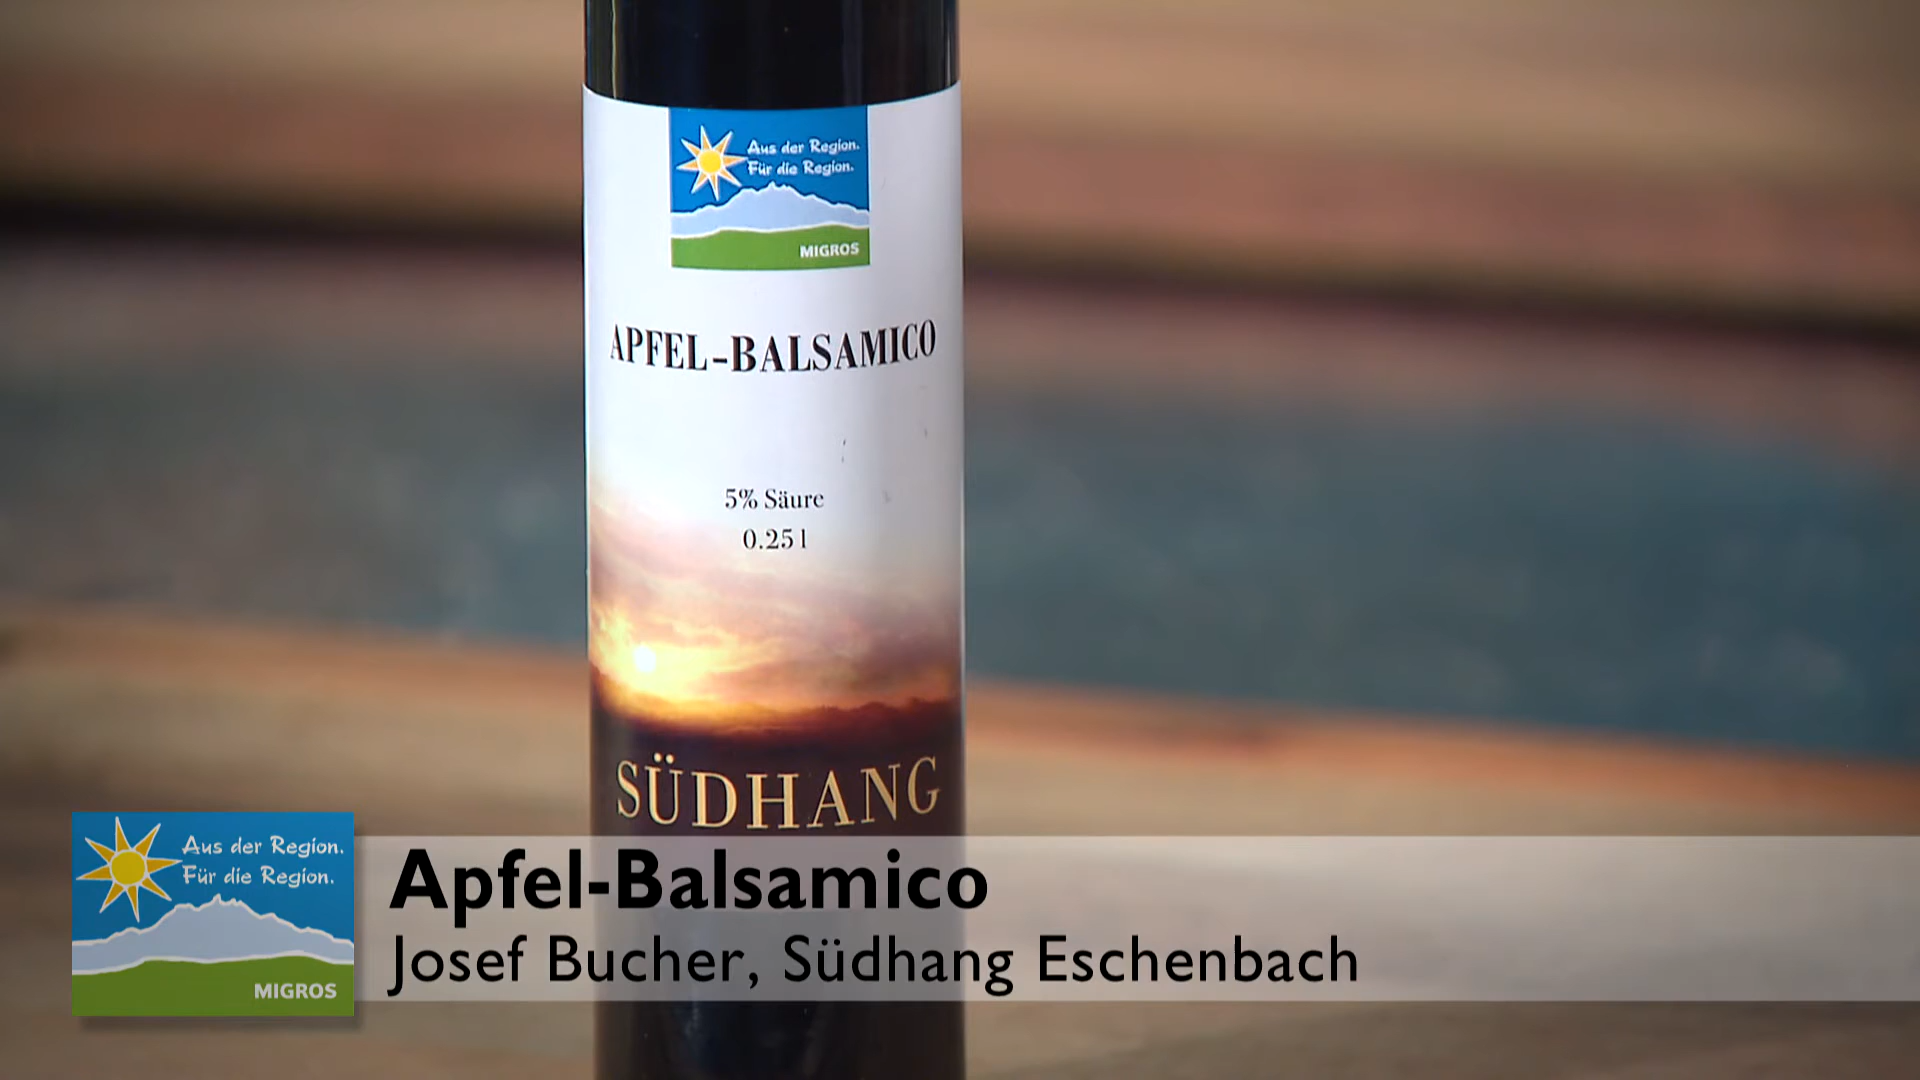 Aus der Region.
Für die Region.
MIGROS
APFEL-BALSAMICO
5% Säure
0.25 l
SÜDHANG
Aus der Region.
Für die Region.
MIGROS
Apfel-Balsamico
Josef Bucher, Südhang Eschenbach